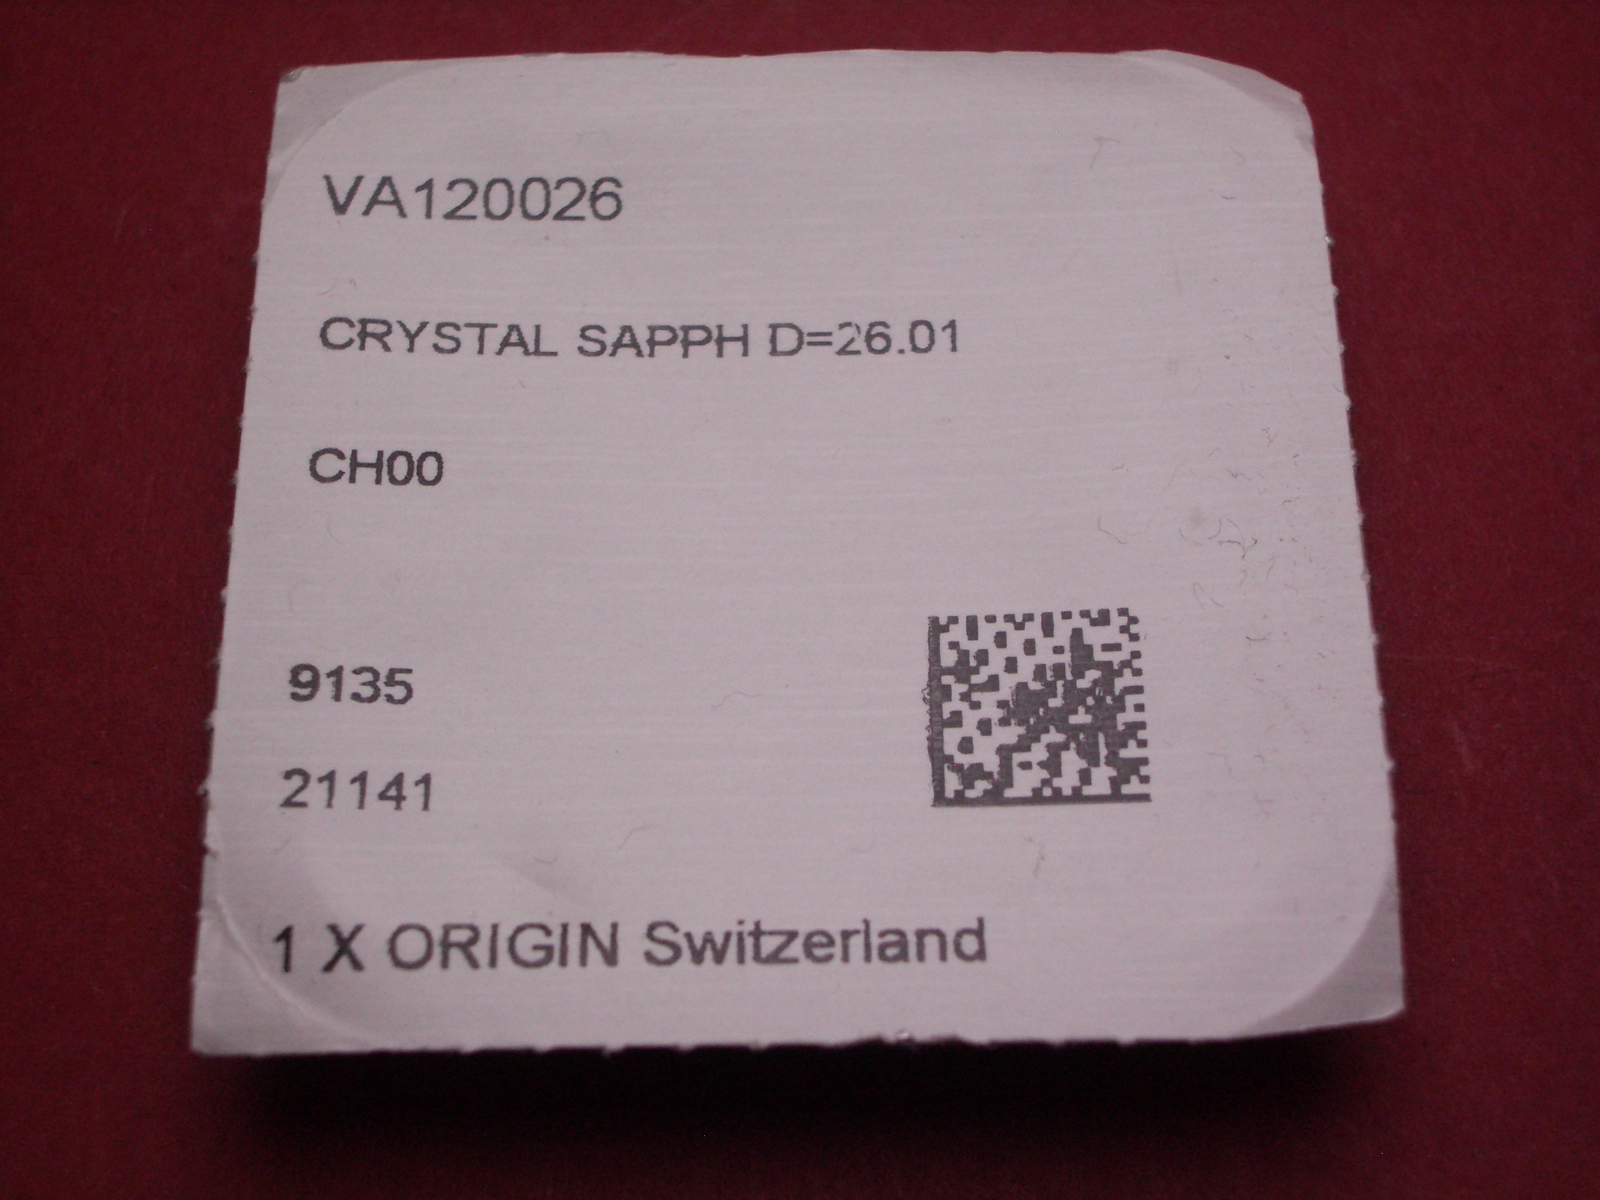 VA120026
CRYSTAL SAPPH D=26.01
CH00
9135
21141
1 X ORIGIN Switzerland